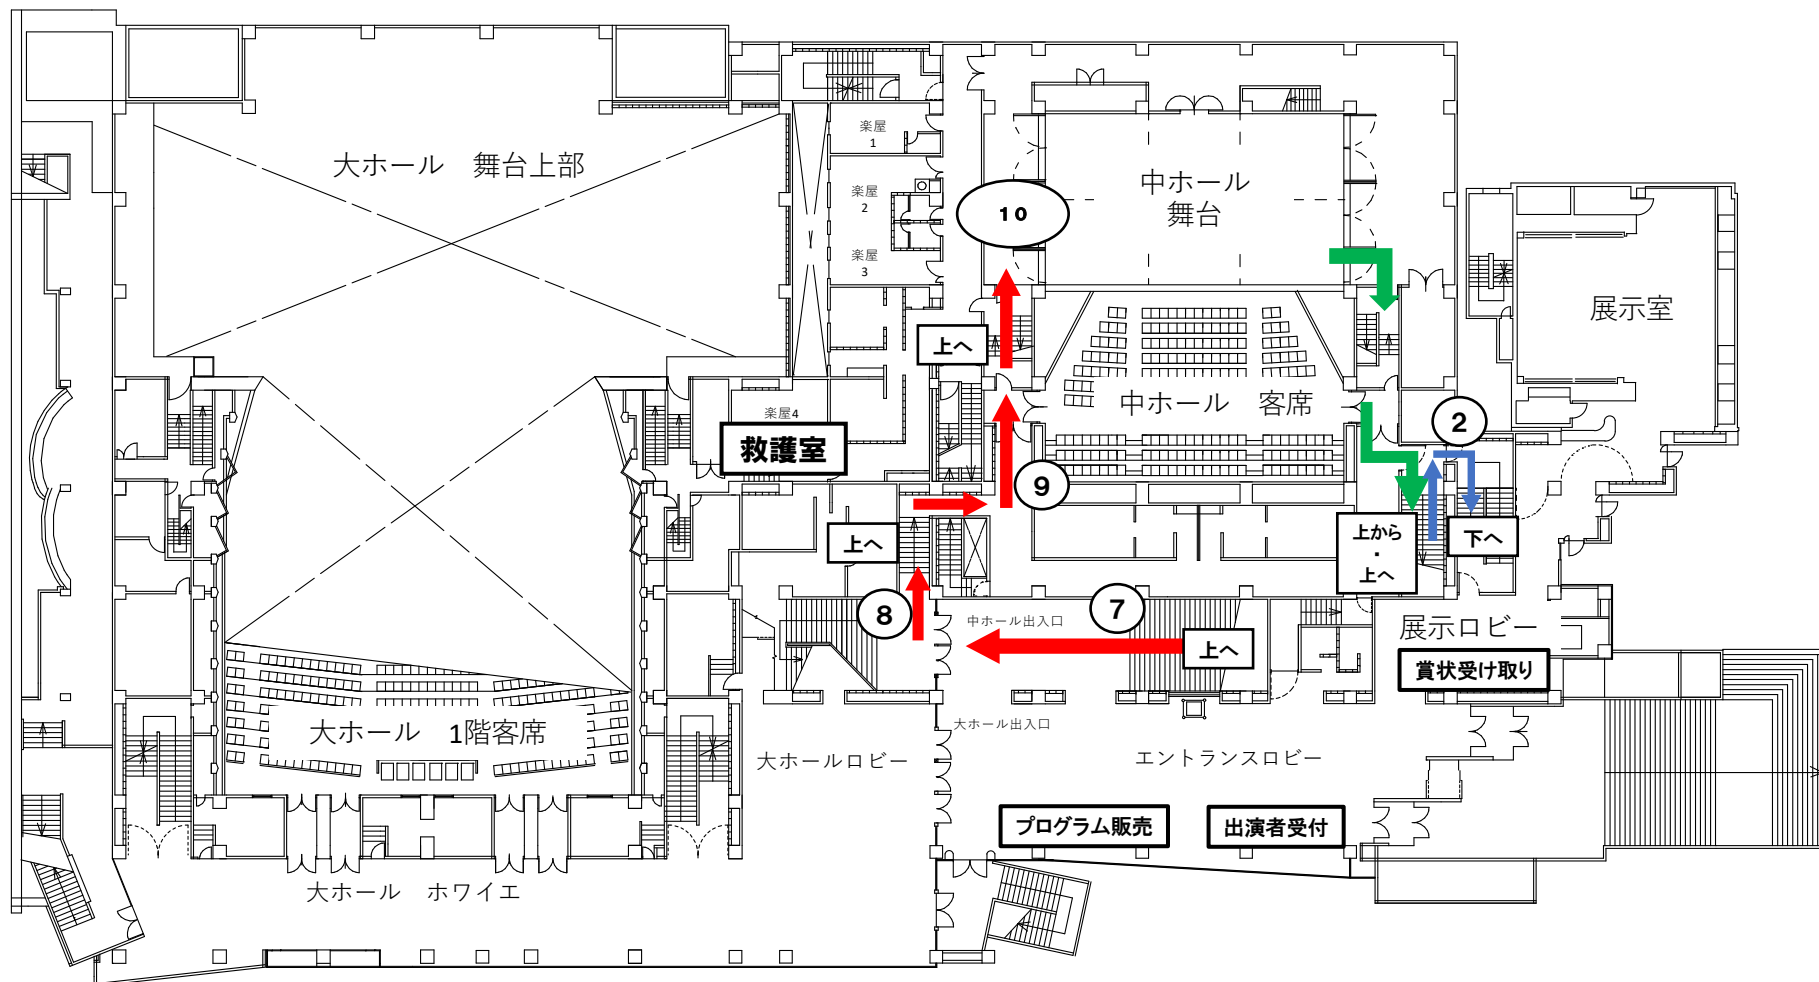 楽屋
1
大ホール 舞台上部
中ホール
舞台
楽屋
2
10
楽屋
3
展示室
上へ
中ホール 客席
楽屋4
2
救護室
9
上から
・
上へ
下へ
上へ
8
7
中ホール出入口
展示ロビー
上へ
賞状受け取り
大ホール 1階客席
大ホール出入口
大ホールロビー
エントランスロビー
プログラム販売
出演者受付
大ホール ホワイエ